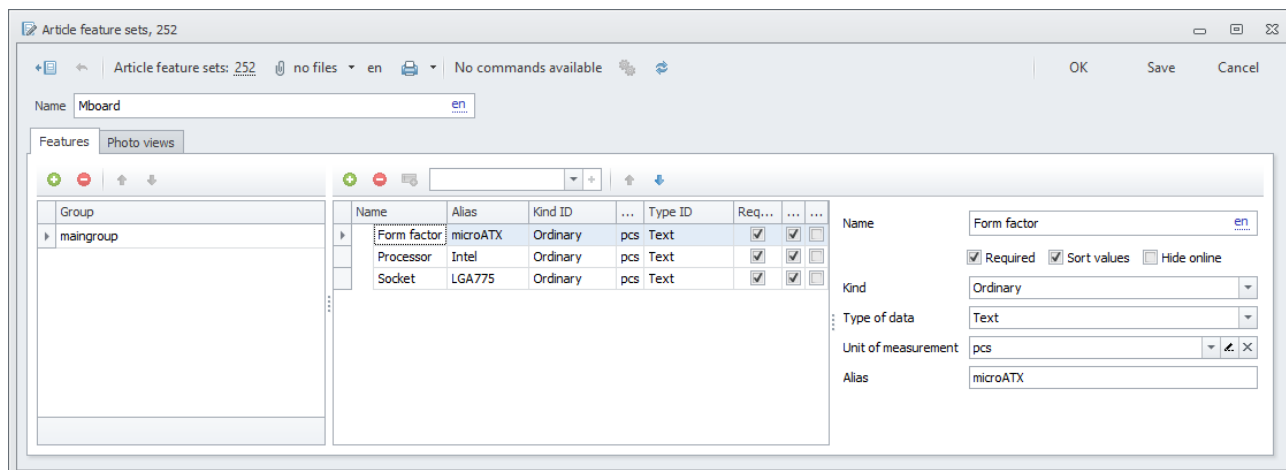 Article feature sets, 252
Article feature sets: 252 no files en No commands available OK Save Cancel
Name Mboard en
Features Photo views
Group
maingroup
Name Alias Kind ID ... Type ID Req... ... ...
Form factor microATX Ordinary pcs Text
Processor Intel Ordinary pcs Text
Socket LGA775 Ordinary pcs Text
Name Form factor en
Required Sort values Hide online
Kind Ordinary
Type of data Text
Unit of measurement pcs
Alias microATX